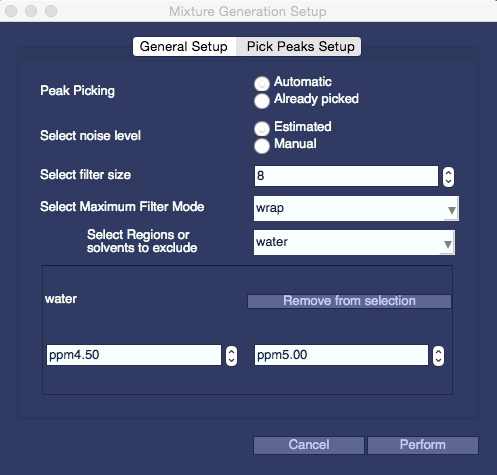 Mixture Generation Setup
General Setup Pick Peaks Setup
Peak Picking
Automatic
Already picked
Select noise level
Estimated
Manual
Select filter size
8
Select Maximum Filter Mode
wrap
Select Regions or
solvents to exclude
water
water
Remove from selection
ppm4.50
ppm5.00
Cancel
Perform